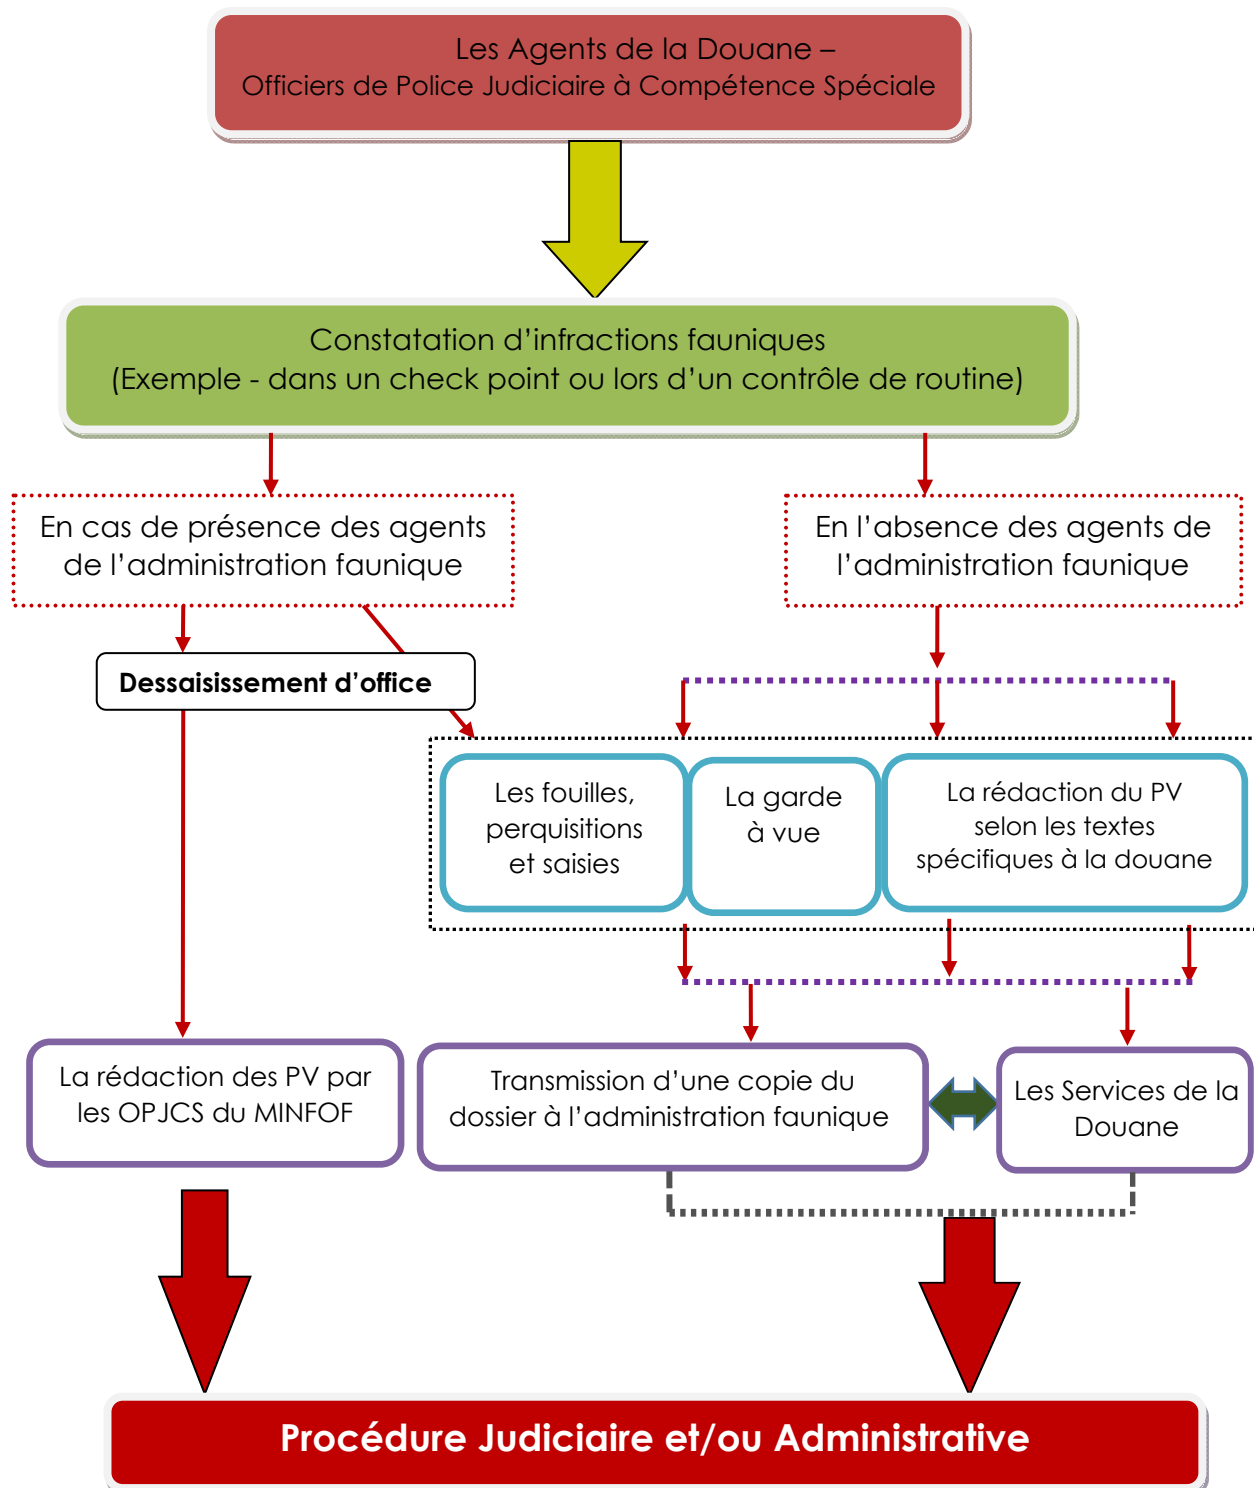 Les Agents de la Douane –
Officiers de Police Judiciaire à Compétence Spéciale
Constatation d’infractions fauniques
(Exemple - dans un check point ou lors d’un contrôle de routine)
En cas de présence des agents
de l’administration faunique
En l’absence des agents de
l’administration faunique
Dessaisissement d’office
Les fouilles,
perquisitions
et saisies
La garde
à vue
La rédaction du PV
selon les textes
spécifiques à la douane
La rédaction des PV par
les OPJCS du MINFOF
Transmission d’une copie du
dossier à l’administration faunique
Les Services de la
Douane
Procédure Judiciaire et/ou Administrative